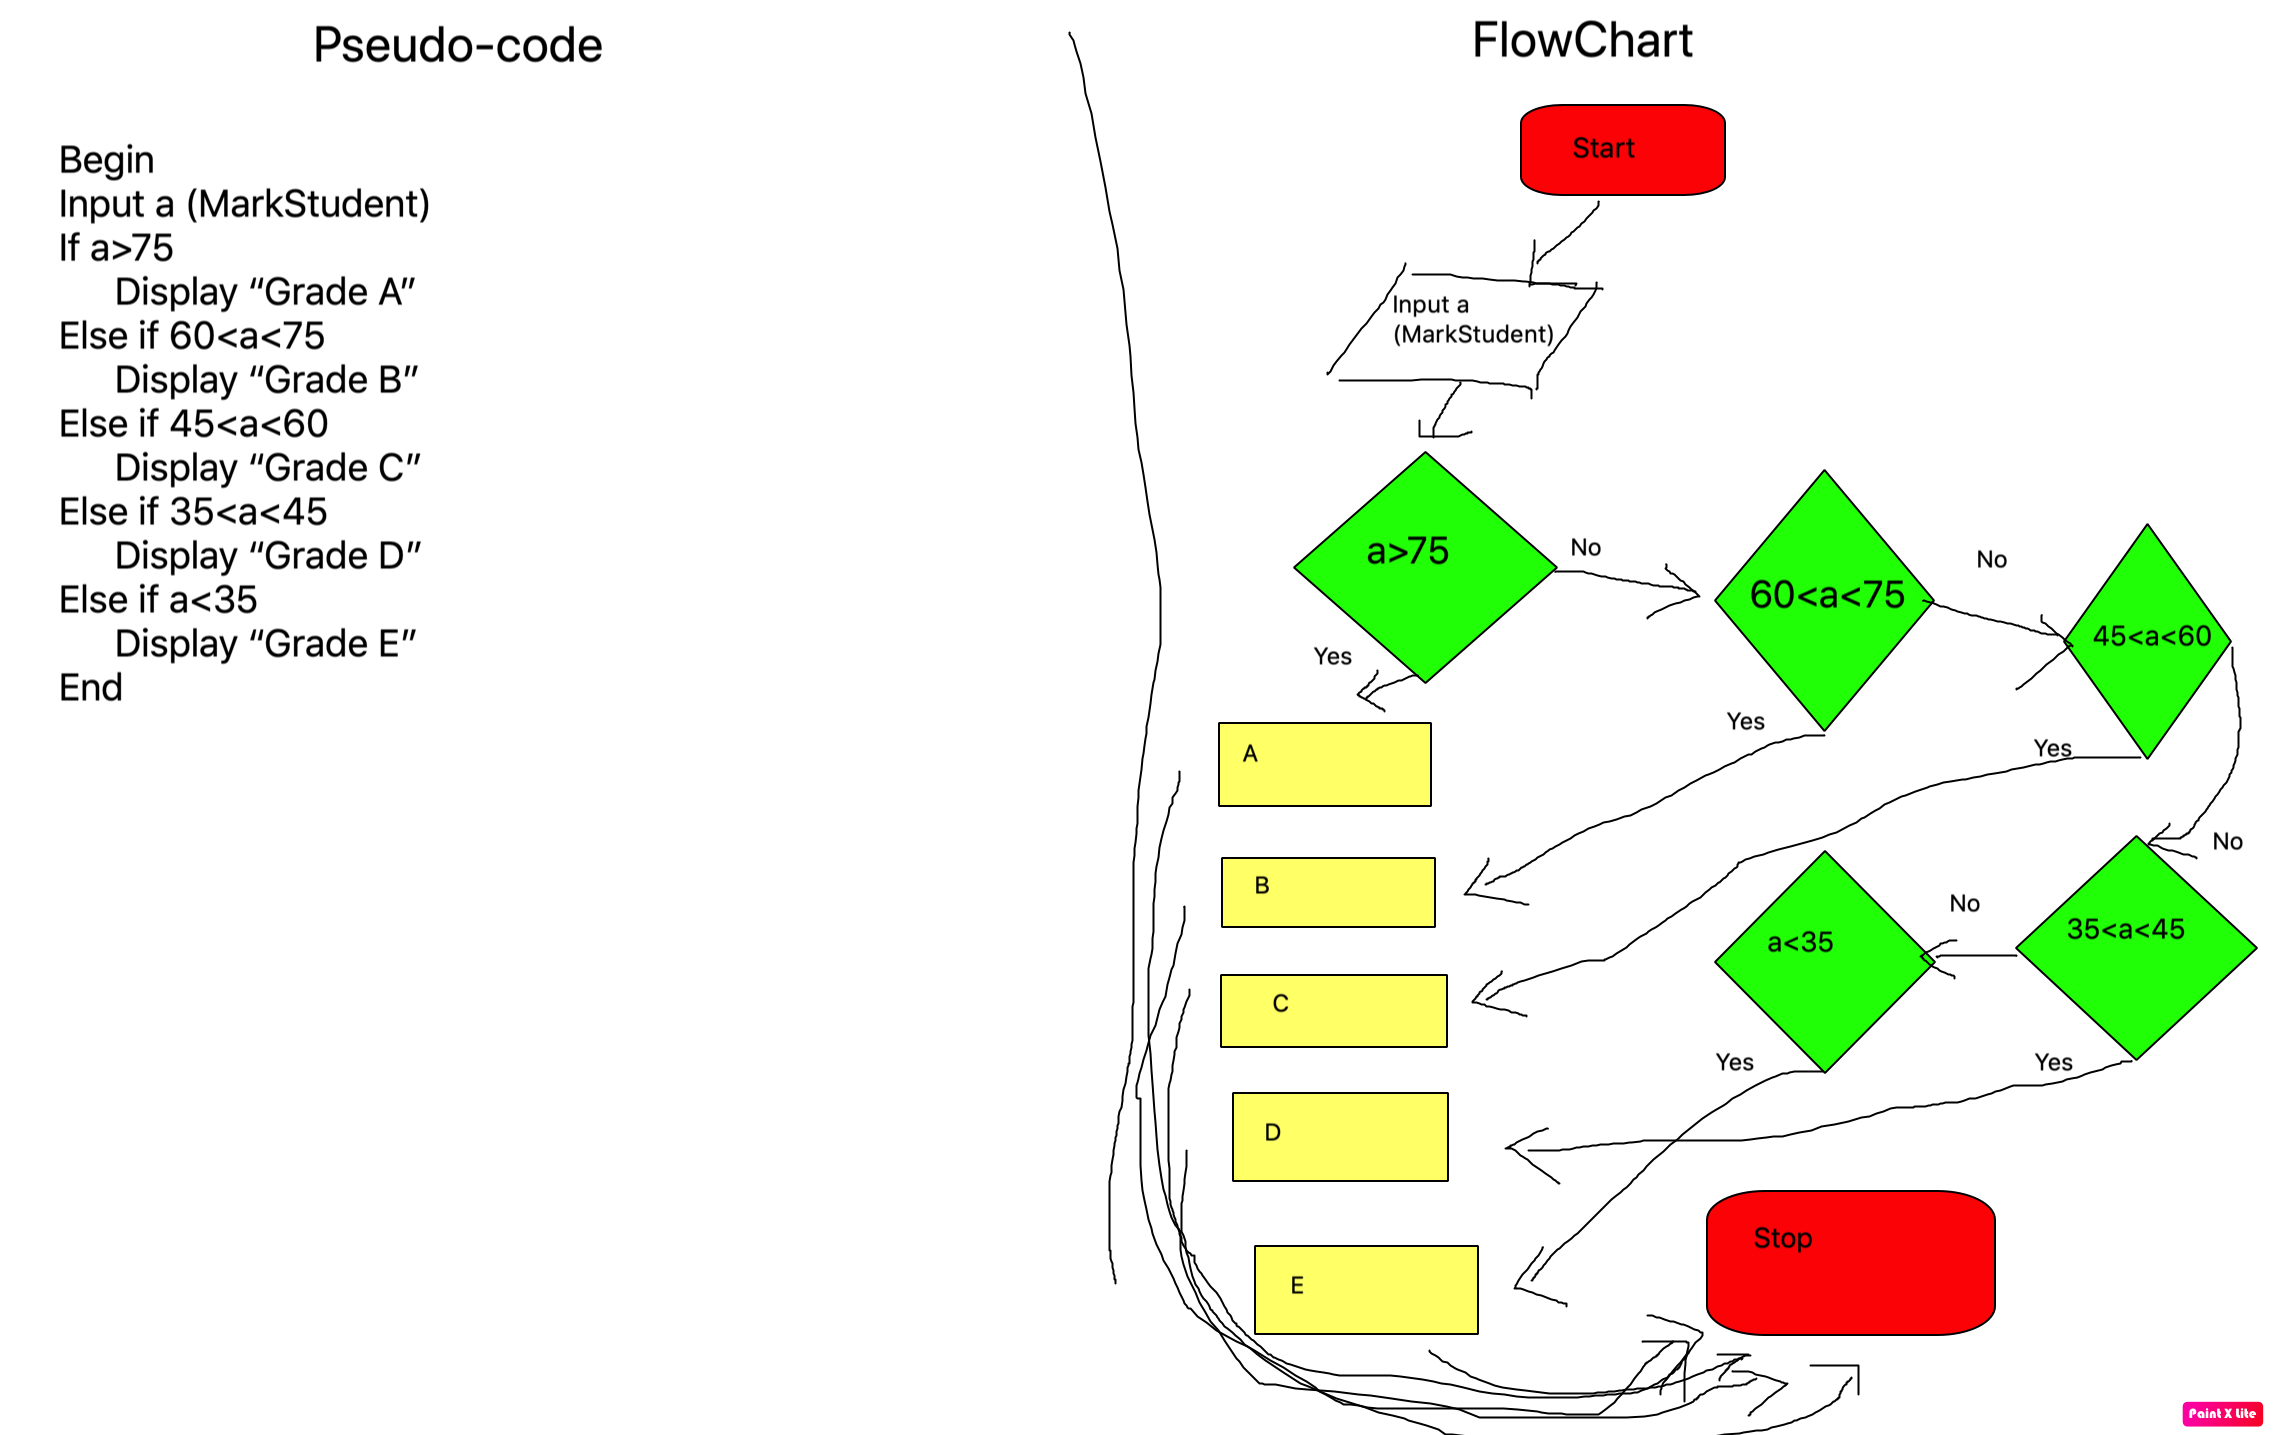 Pseudo-code
Begin
Input a (MarkStudent)
If a>75
Display “Grade A”
Else if 60<a<75
Display “Grade B”
Else if 45<a<60
Display “Grade C”
Else if 35<a<45
Display “Grade D”
Else if a<35
Display “Grade E”
End
FlowChart
Start
Input a
(MarkStudent)
a>75
No
60<a<75
No
45<a<60
Yes
Yes
Yes
A
No
B
No
35<a<45
a<35
C
Yes
Yes
D
Stop
E
Paint X Lite